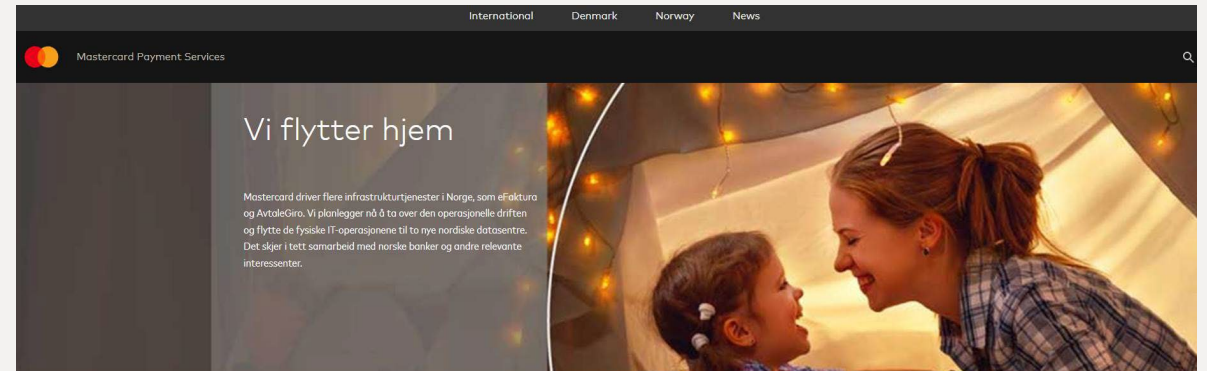 International Denmark Norway News
Mastercard Payment Services
Vi flytter hjem
Mastercard driver flere infrastrukturtjenester i Norge, som eFaktura
og AvtaleGiro. Vi planlegger nå å ta over den operasjonelle driften
og flytte de fysiske IT-operasjonene til to nye nordiske datasentre.
Det skjer i tett samarbeid med norske banker og andre relevante
interessenter.